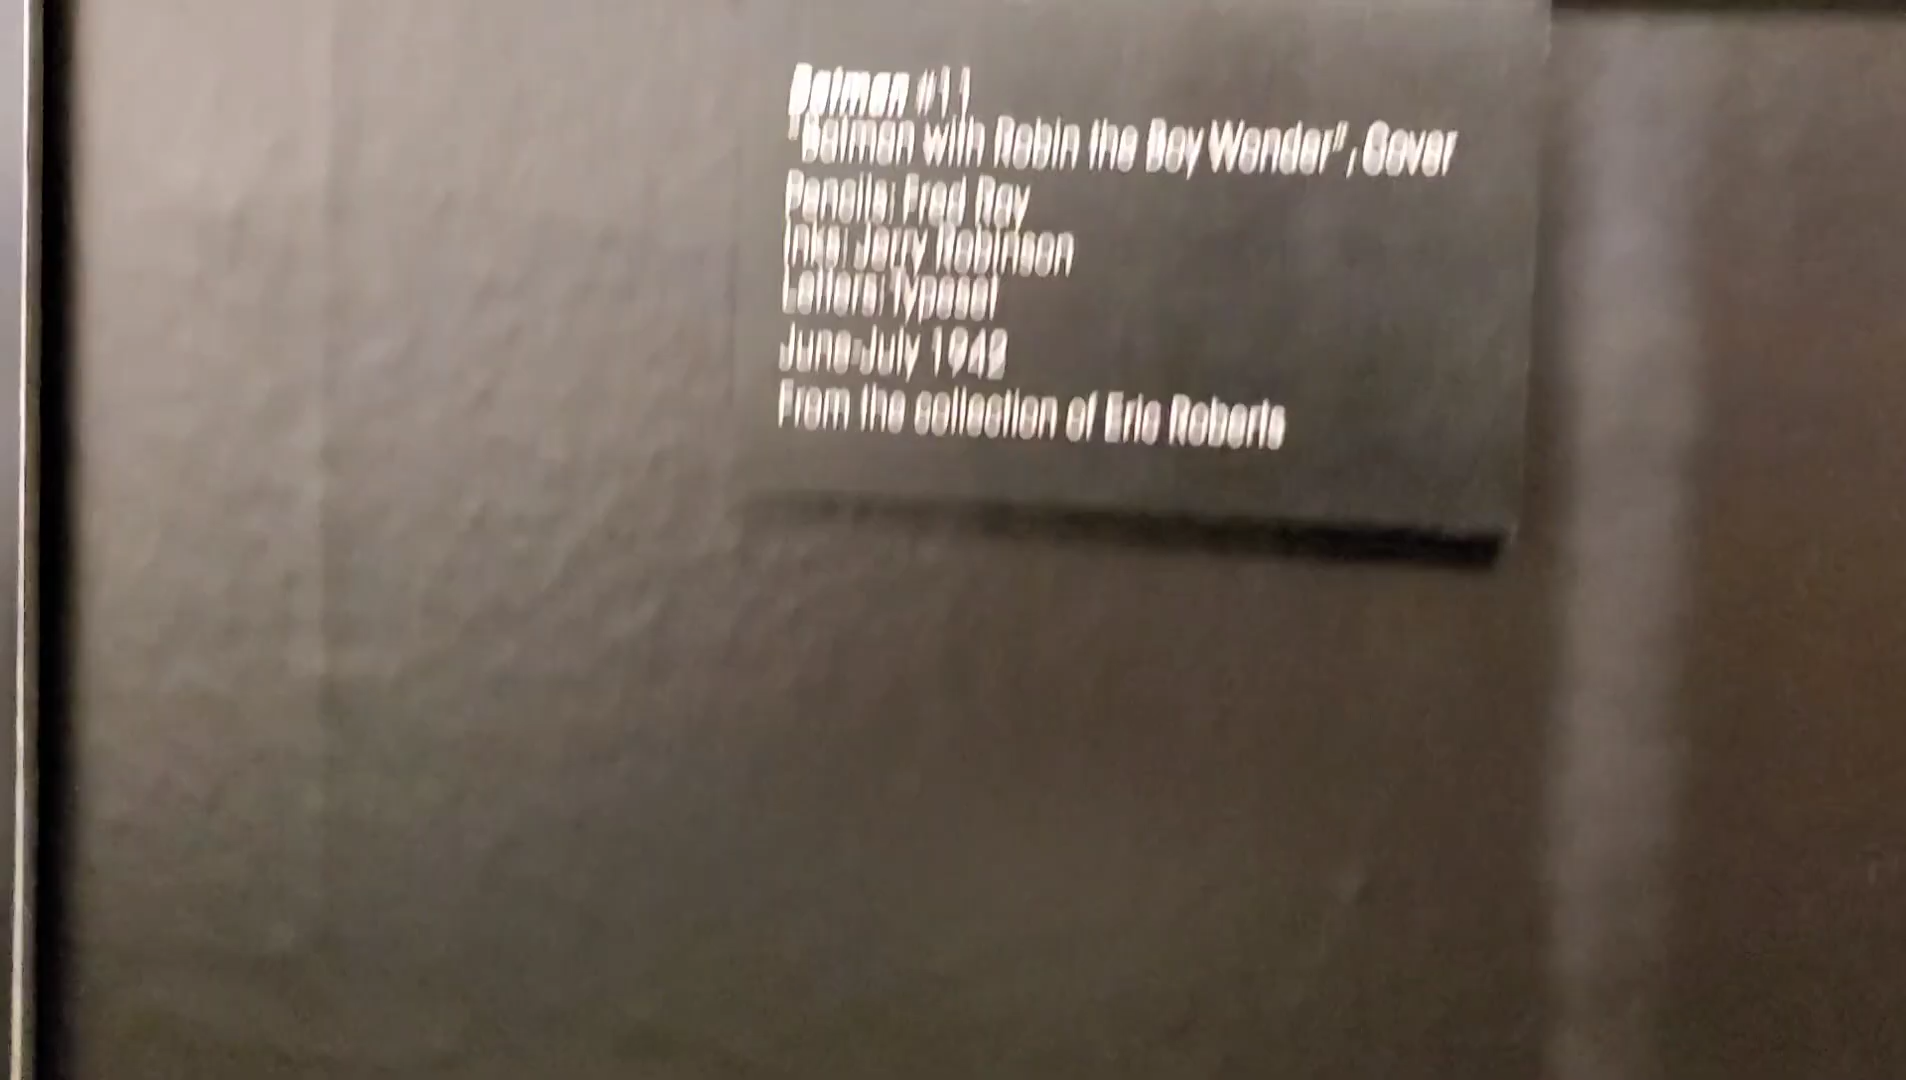 Batman #11
"Batman with Robin the Boy Wonder", Cover
Pencils: Fred Ray
Inks: Jerry Robinson
Letters: Typeset
June-July 1942
From the collection of Eric Roberts